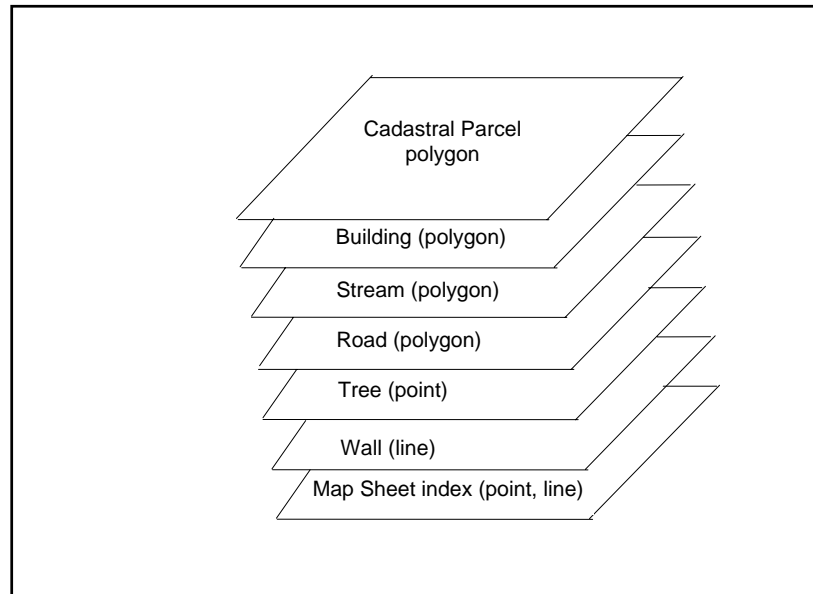 Cadastral Parcel
polygon
Building (polygon)
Stream (polygon)
Road (polygon)
Tree (point)
Wall (line)
Map Sheet index (point, line)